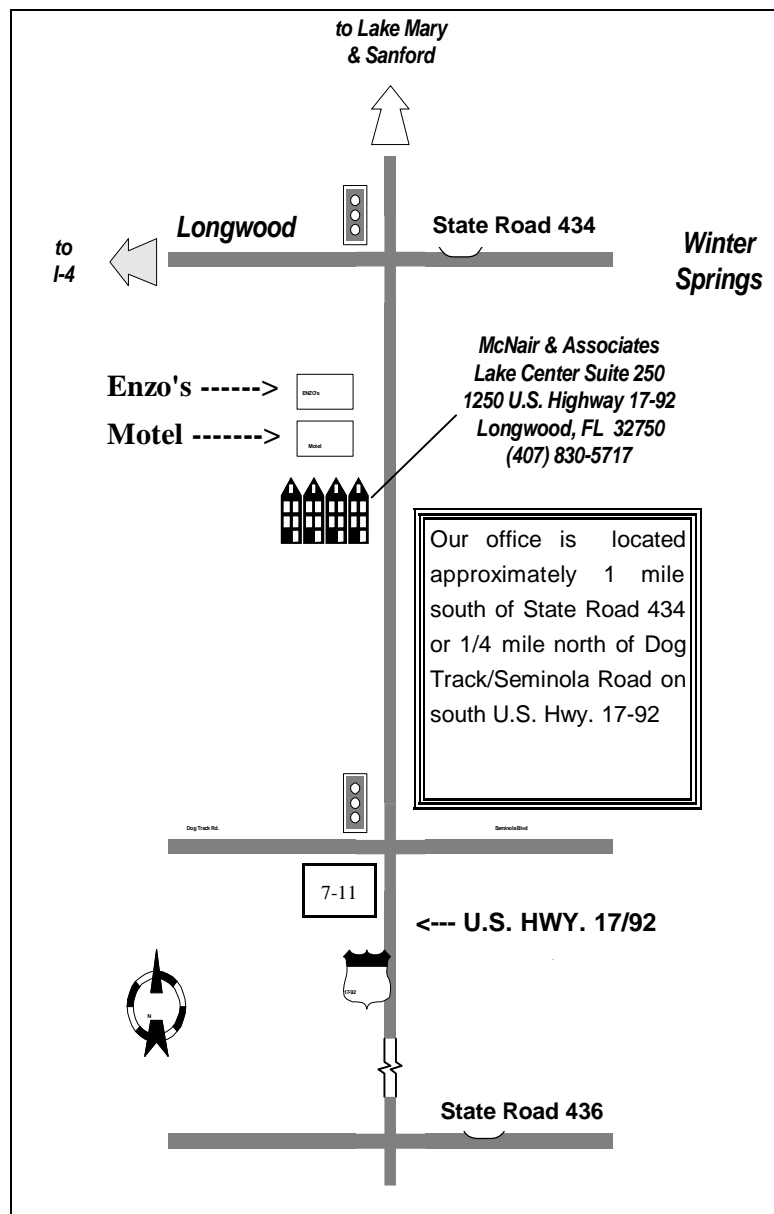 to Lake Mary
& Sanford
Longwood
State Road 434
to
I-4
Winter
Springs
McNair & Associates
Lake Center Suite 250
1250 U.S. Highway 17-92
Longwood, FL  32750
(407) 830-5717
Enzo's ------>
ENZO's
Motel ------->
Motel
Our office is located
approximately 1 mile
south of State Road 434
or 1/4 mile north of Dog
Track/Seminola Road on
south U.S. Hwy. 17-92
Dog Track Rd.
Seminola Blvd
7-11
<--- U.S. HWY. 17/92
17-92
N
State Road 436